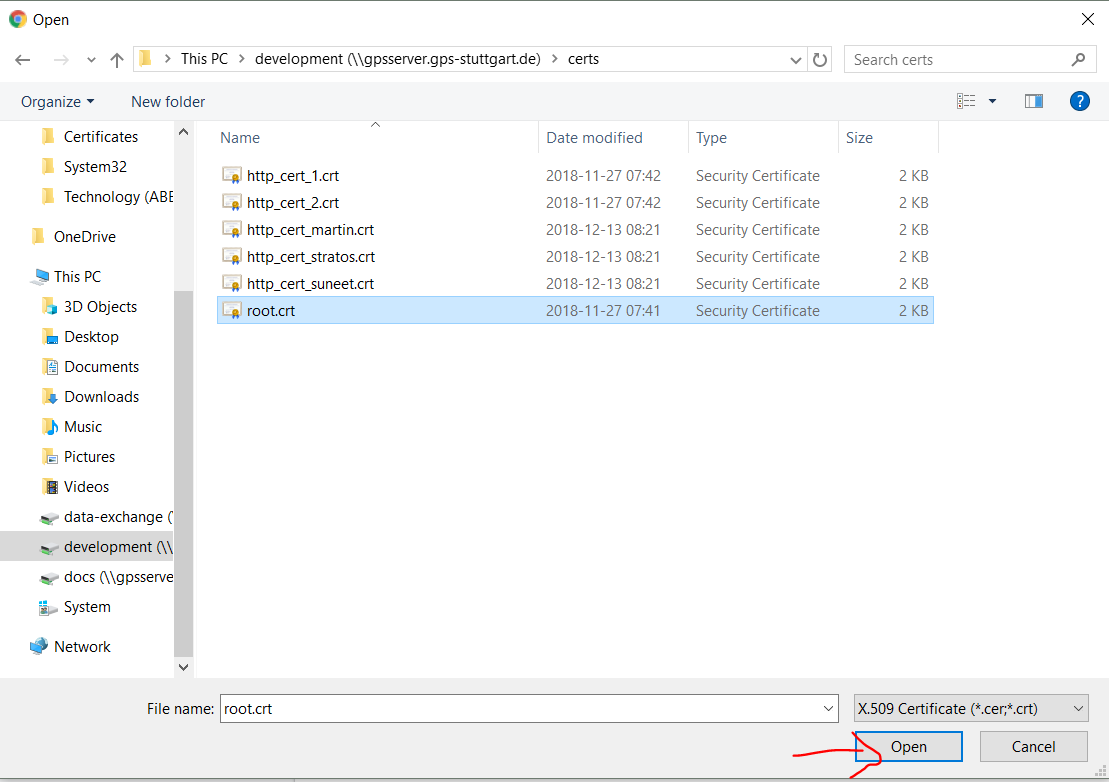 Open
This PC > development (\\gpsserver.gps-stuttgart.de) > certs
Search certs
Organize
New folder
?
Certificates
System32
Technology (ABE
OneDrive
This PC
3D Objects
Desktop
Documents
Downloads
Music
Pictures
Videos
data-exchange (
development (\\
docs (\\gpsserve
System
Network
Name Date modified Type Size
http_cert_1.crt 2018-11-27 07:42 Security Certificate 2 KB
http_cert_2.crt 2018-11-27 07:42 Security Certificate 2 KB
http_cert_martin.crt 2018-12-13 08:21 Security Certificate 2 KB
http_cert_stratos.crt 2018-12-13 08:21 Security Certificate 2 KB
http_cert_suneet.crt 2018-12-13 08:21 Security Certificate 2 KB
root.crt 2018-11-27 07:41 Security Certificate 2 KB
File name: root.crt X.509 Certificate (*.cer;*.crt)
Open Cancel